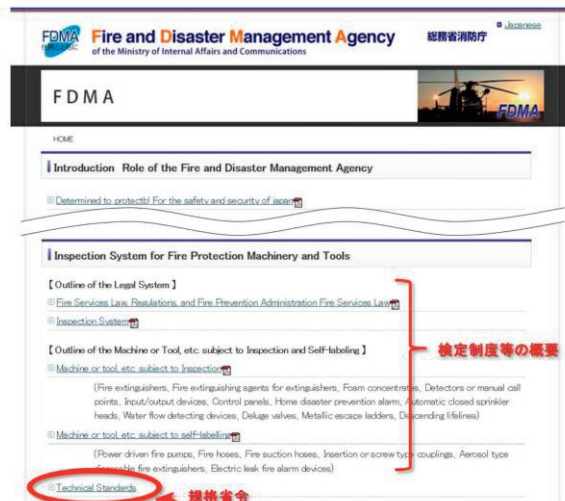 FDMA
Fire and Disaster Management Agency
of the Ministry of Internal Affairs and Communications
総務省消防庁
Japanese
FDMA
FDMA
HOME
Introduction Role of the Fire and Disaster Management Agency
Determined to protectb! For the safety and security of japan
Inspection System for Fire Protection Machinery and Tools
【Outline of the Legal System】
Fire Services Law, Regulations, and Fire Prevention Administration Fire Services Law
Inspection System
【Outline of the Machine or Tool, etc. subject to Inspection and Self-labeling】
検定制度等の概要
Machine or tool, etc. subject to Inspection
(Fire extinguishers, Fire extinguishing agents for extinguishers, Foam concentrates, Detectors or manual call
points, Input/output devices, Control panels, Home disaster prevention alarm, Automatic closed sprinkler
heads, Water flow detecting devices, Deluge valves, Metallic escape ladders, Descending lifelines)
Machine or tool, etc. subject to self-labelling
(Power driven fire pumps, Fire hoses, Fire suction hoses, Insertion or screw type couplings, Aerosol type
fire extinguishers, Electric leak fire alarm devices)
Technical Standards
規格省令